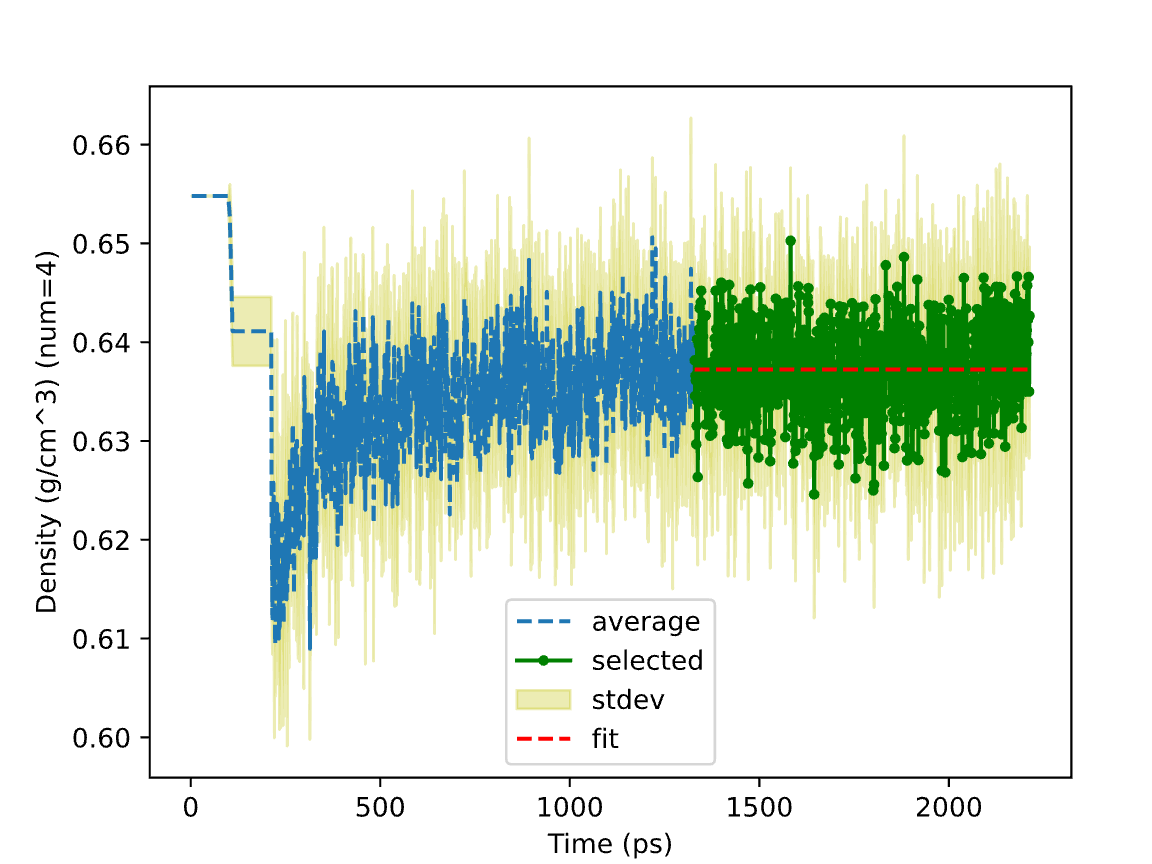 Density (g/cm^3) (num=4)
0.66
0.65
0.64
0.63
0.62
0.61
0.60
average
selected
stdev
fit
0 500 1000 1500 2000
Time (ps)